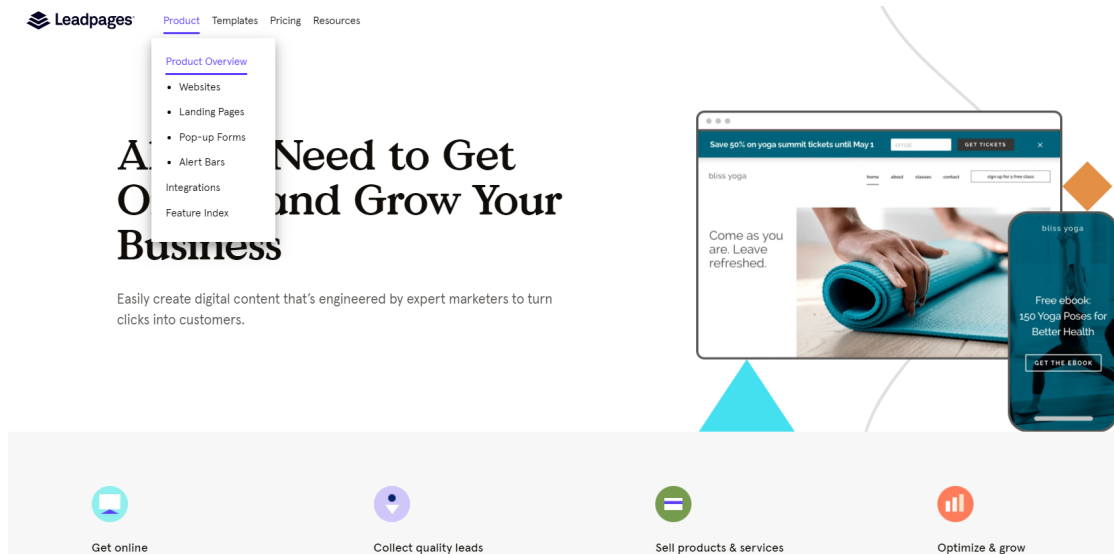 Leadpages
Product Templates Pricing Resources
Product Overview
Websites
Landing Pages
Pop-up Forms
Alert Bars
Integrations
Feature Index
Need to Get
and Grow Your
Business
Easily create digital content that’s engineered by expert marketers to turn
clicks into customers.
Save 50% on yoga summit tickets until May 1 email GET TICKETS ×
bliss yoga home about classes contact sign up for a free class
Come as you
are. Leave
refreshed.
bliss yoga
Free ebook:
150 Yoga Poses for
Better Health
GET THE EBOOK
Get online Collect quality leads Sell products & services Optimize & grow